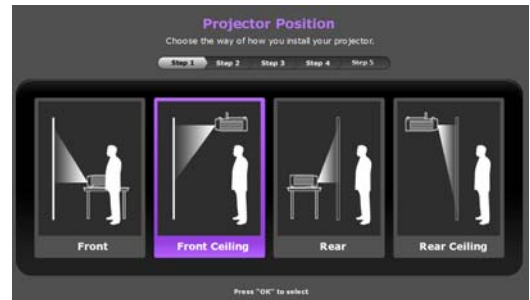 Projector Position
Choose the way of how you install your projector.
Step 1 Step 2 Step 3 Step 4 Step 5
Front Front Ceiling Rear Rear Ceiling
Press "OK" to select